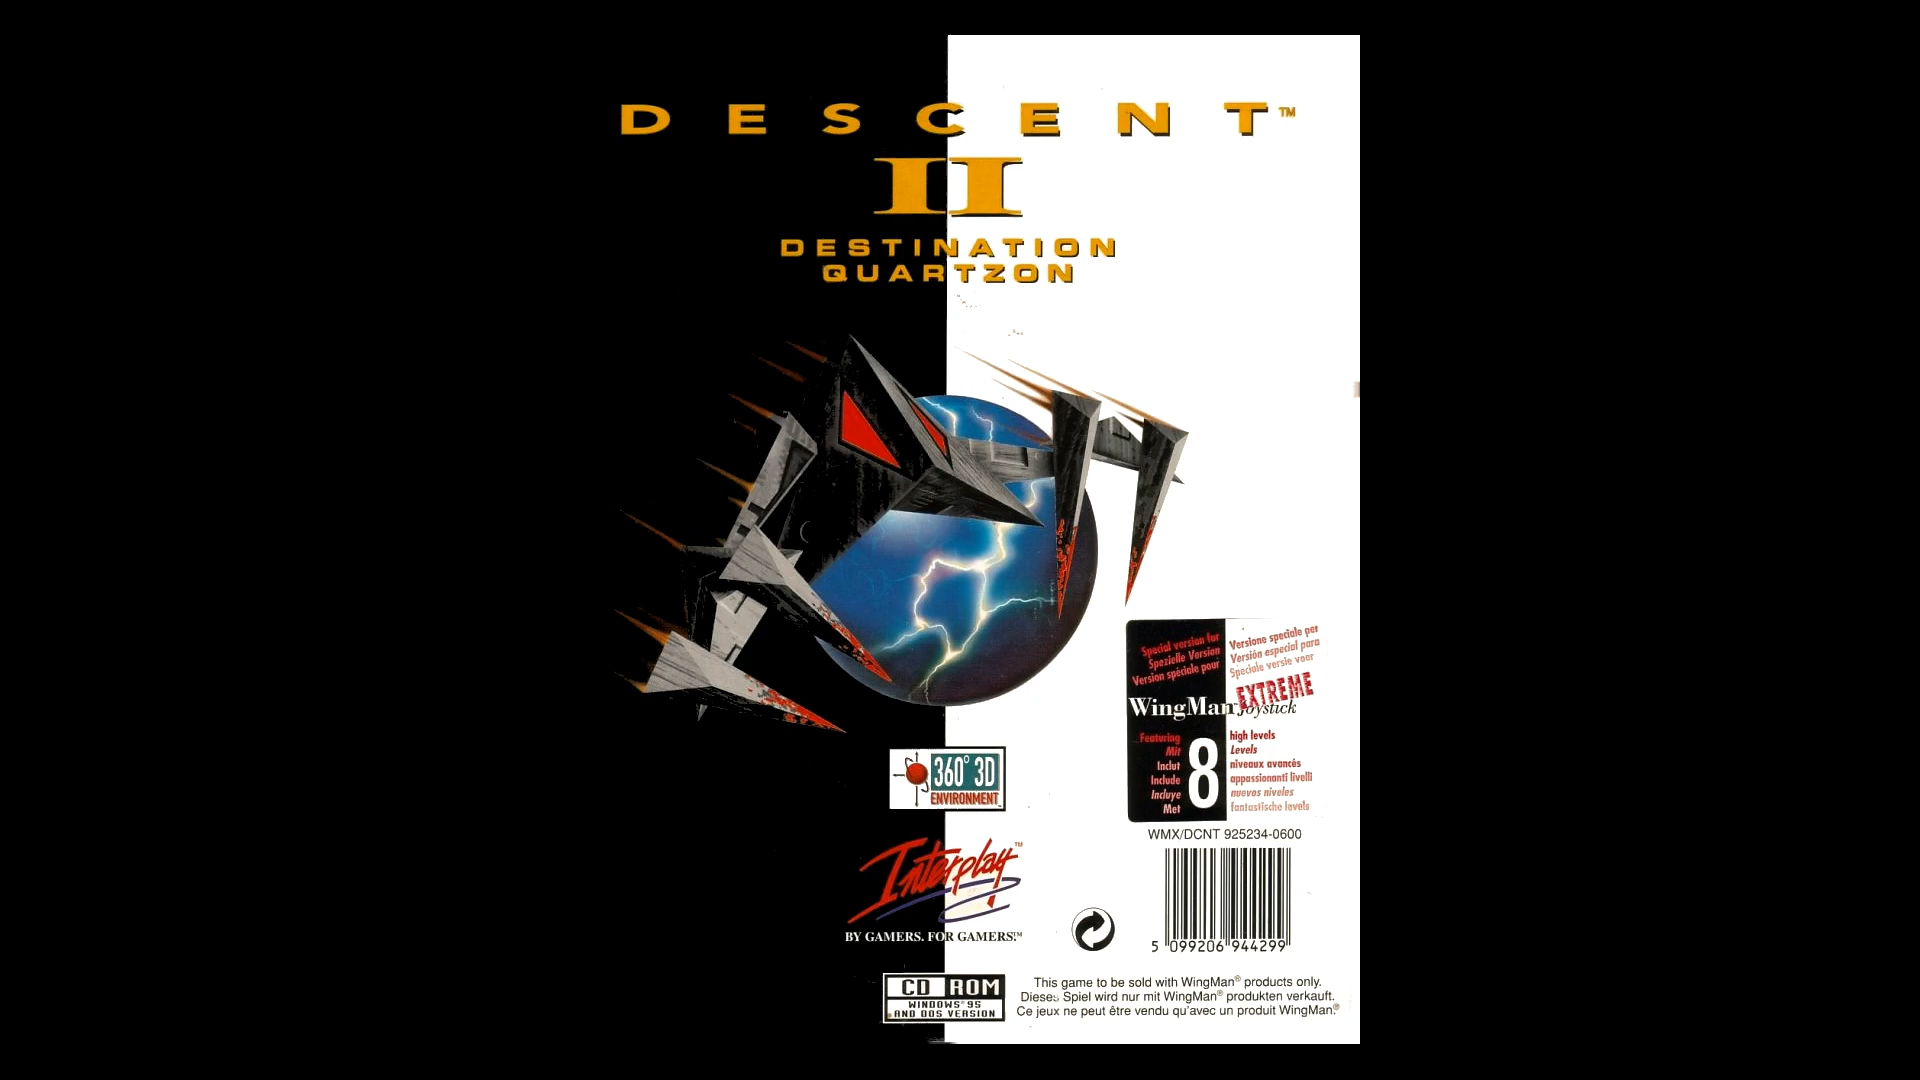 DESCENT™
II
DESTINATION
QUARTZON
Special version for
Spezielle Version
Version spéciale pour
Versione speciale per
Versión especial para
Speciale versie voor
WingMan EXTREME
Joystick
Featuring
Mit
Inclut
Include
Incluye
Met
8
high levels
Levels
niveaux avancés
appassionanti livelli
nuevos niveles
fantastische levels
360° 3D
ENVIRONMENT™
WMX/DCNT 925234-0600
Interplay™
BY GAMERS. FOR GAMERS.™
5 099206 944299
CD ROM
WINDOWS® 95
AND DOS VERSION
This game to be sold with WingMan® products only.
Dieses Spiel wird nur mit WingMan® produkten verkauft.
Ce jeux ne peut être vendu qu'avec un produit WingMan.®